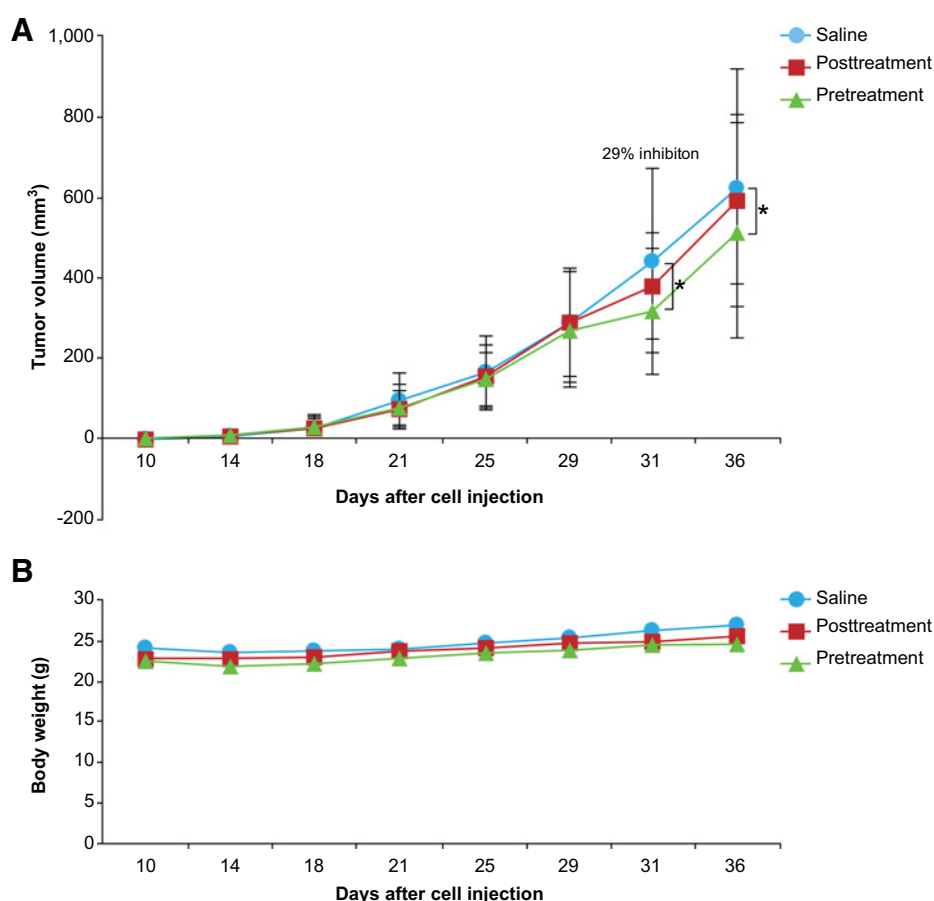 A
1,000
800
600
400
200
0
-200
Tumor volume (mm³)
29% inhibiton
*
*
10 14 18 21 25 29 31 36
Days after cell injection
Saline
Posttreatment
Pretreatment
B
30
25
20
15
10
5
0
Body weight (g)
10 14 18 21 25 29 31 36
Days after cell injection
Saline
Posttreatment
Pretreatment